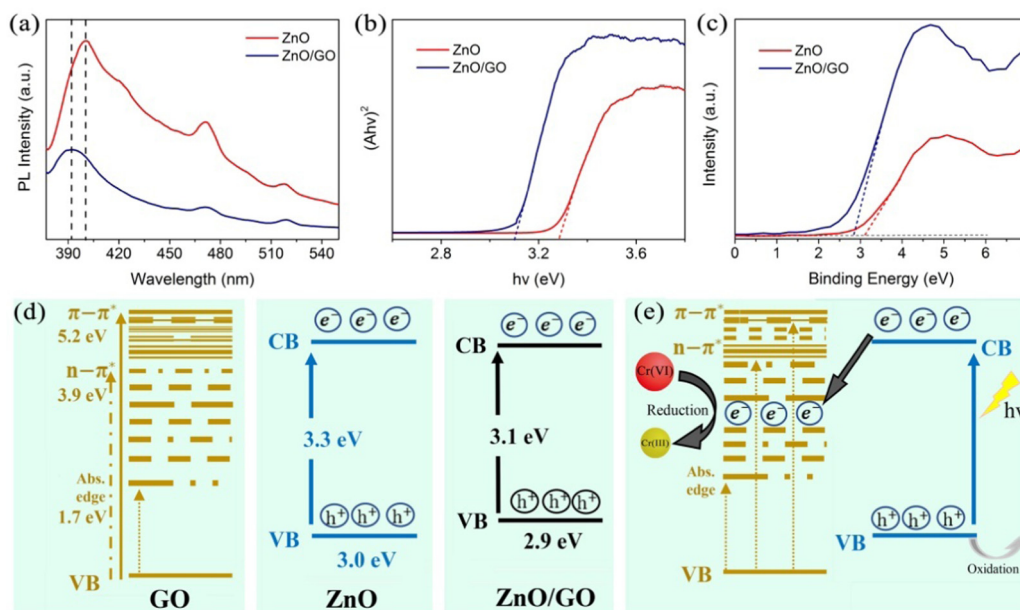 (a)
ZnO
ZnO/GO
PL Intensity (a.u.)
390 420 450 480 510 540
Wavelength (nm)
(b)
ZnO
ZnO/GO
(Ahν)²
2.8 3.2 3.6
hν (eV)
(c)
ZnO
ZnO/GO
Intensity (a.u.)
0 1 2 3 4 5 6 7
Binding Energy (eV)
(d)
π−π*
5.2 eV
n−π*
3.9 eV
Abs.
edge
1.7 eV
VB
GO
e⁻ e⁻ e⁻
CB
3.3 eV
h⁺ h⁺ h⁺
VB
3.0 eV
ZnO
e⁻ e⁻ e⁻
CB
3.1 eV
h⁺ h⁺ h⁺
VB
2.9 eV
ZnO/GO
(e)
π−π*
n−π*
Cr(VI)
Reduction
Cr(III)
e⁻ e⁻ e⁻
Abs.
edge
VB
e⁻ e⁻ e⁻
CB
hν
h⁺ h⁺ h⁺
VB
Oxidation